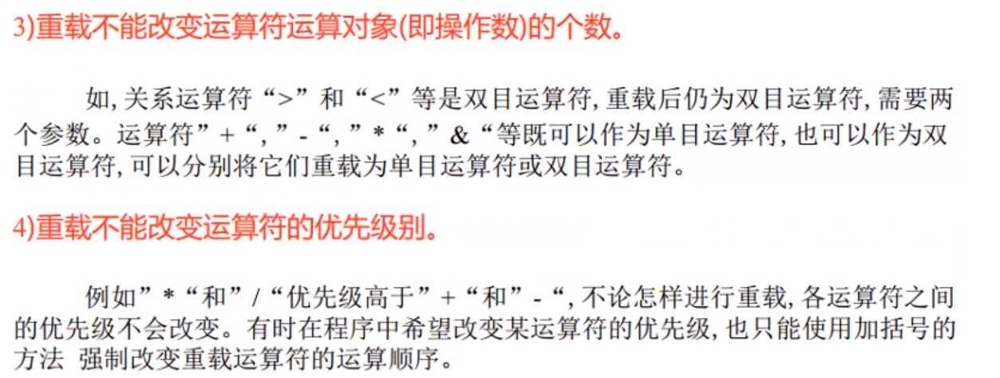 3)重载不能改变运算符运算对象(即操作数)的个数。
如,关系运算符“>”和“<”等是双目运算符,重载后仍为双目运算符,需要两
个参数。运算符”+“,”-“,”*“,”&“等既可以作为单目运算符,也可以作为双
目运算符,可以分别将它们重载为单目运算符或双目运算符。
4)重载不能改变运算符的优先级别。
例如”*“和”/“优先级高于”+“和”-“,不论怎样进行重载,各运算符之间
的优先级不会改变。有时在程序中希望改变某运算符的优先级,也只能使用加括号的
方法 强制改变重载运算符的运算顺序。